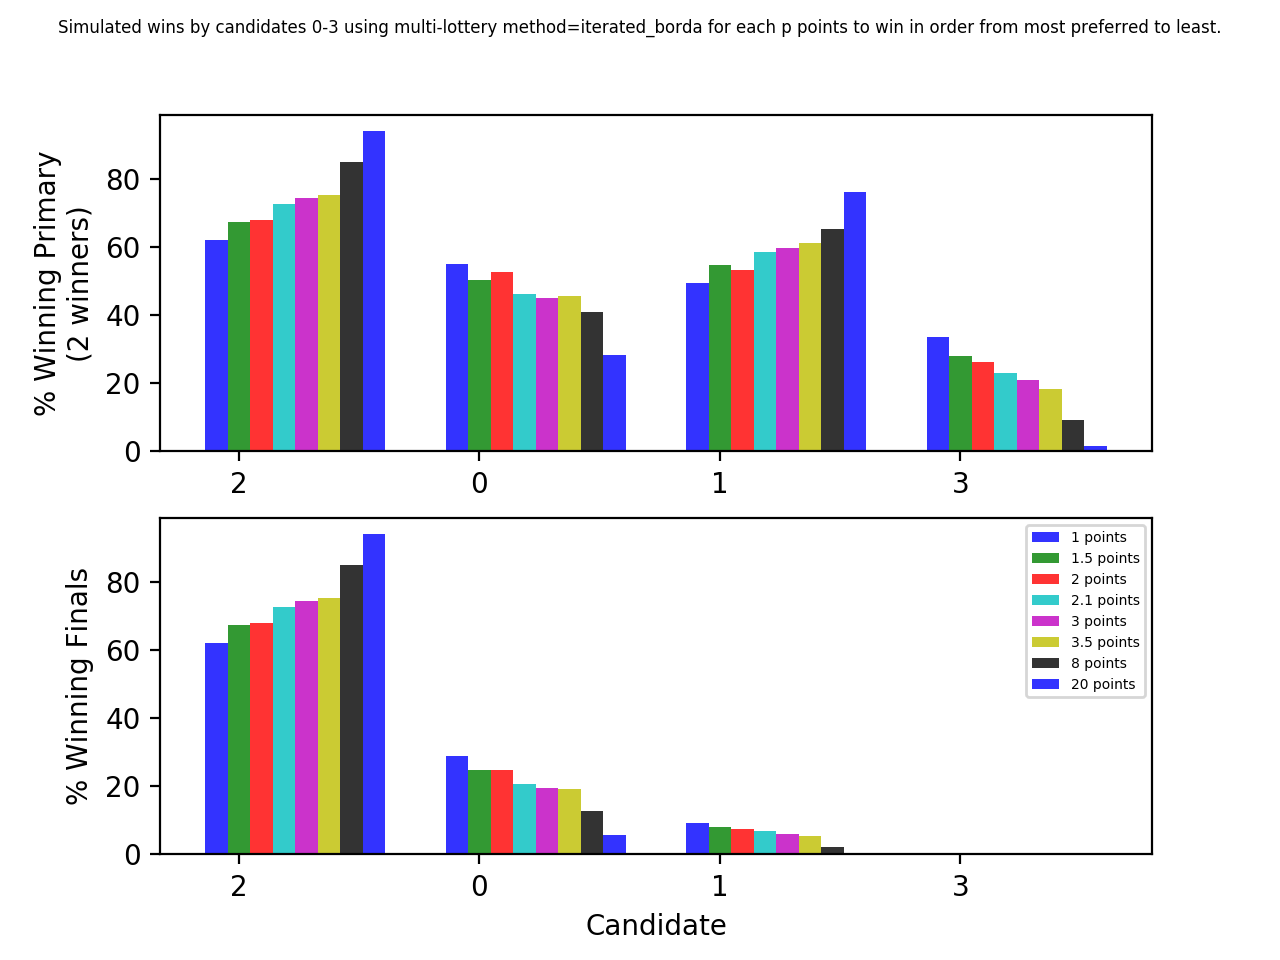 Simulated wins by candidates 0-3 using multi-lottery method=iterated_borda for each p points to win in order from most preferred to least.
% Winning Primary
(2 winners)
80
60
40
20
0
2 0 1 3
% Winning Finals
80
60
40
20
0
1 points
1.5 points
2 points
2.1 points
3 points
3.5 points
8 points
20 points
2 0 1 3
Candidate